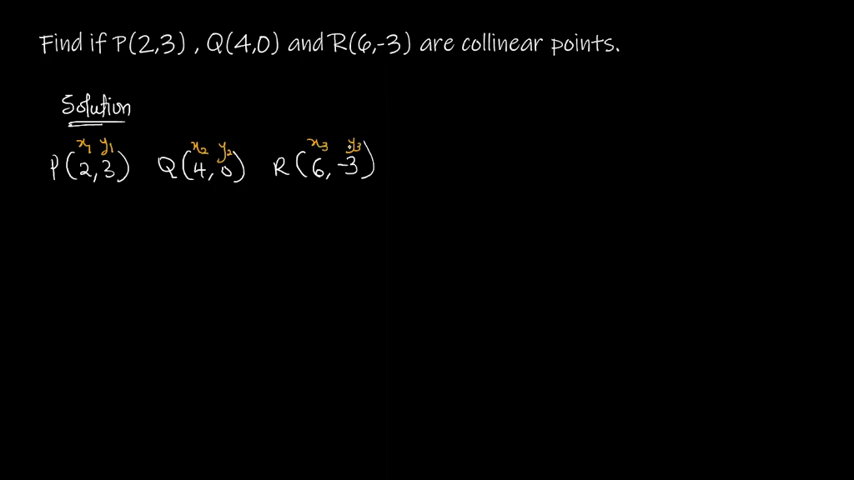 Find if P(2,3) , Q(4,0) and R(6,-3) are collinear points.
Solution
x₁ y₁ x₂ y₂ x₃ y₃
P(2,3) Q(4,0) R(6,-3)